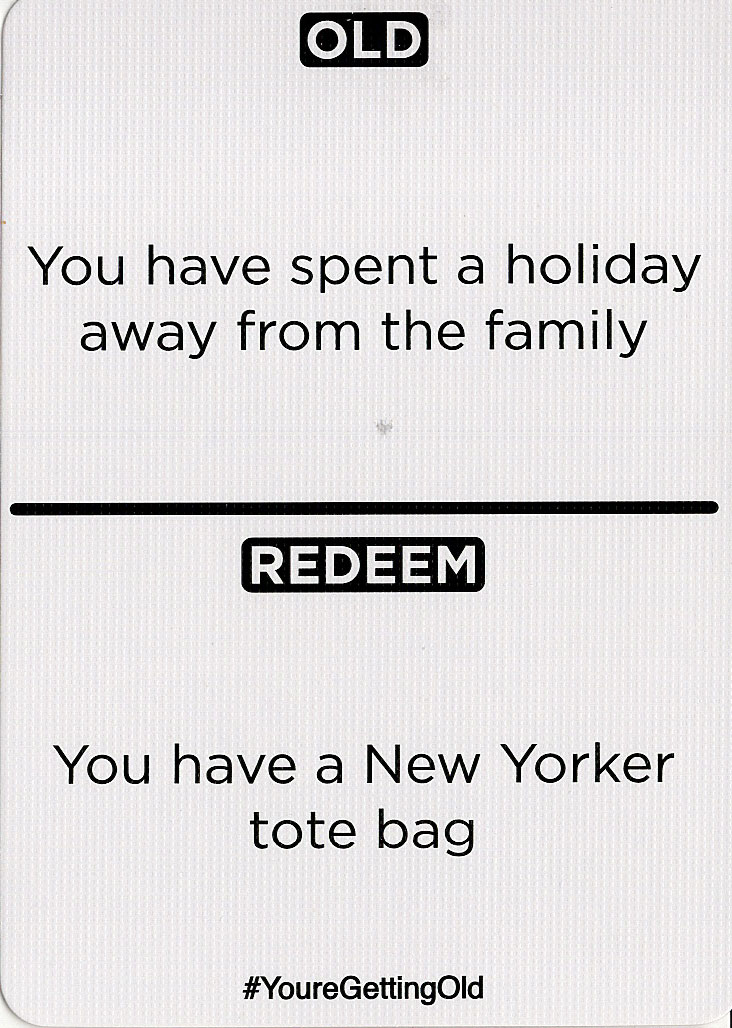 OLD
You have spent a holiday
away from the family
REDEEM
You have a New Yorker
tote bag
#YoureGettingOld